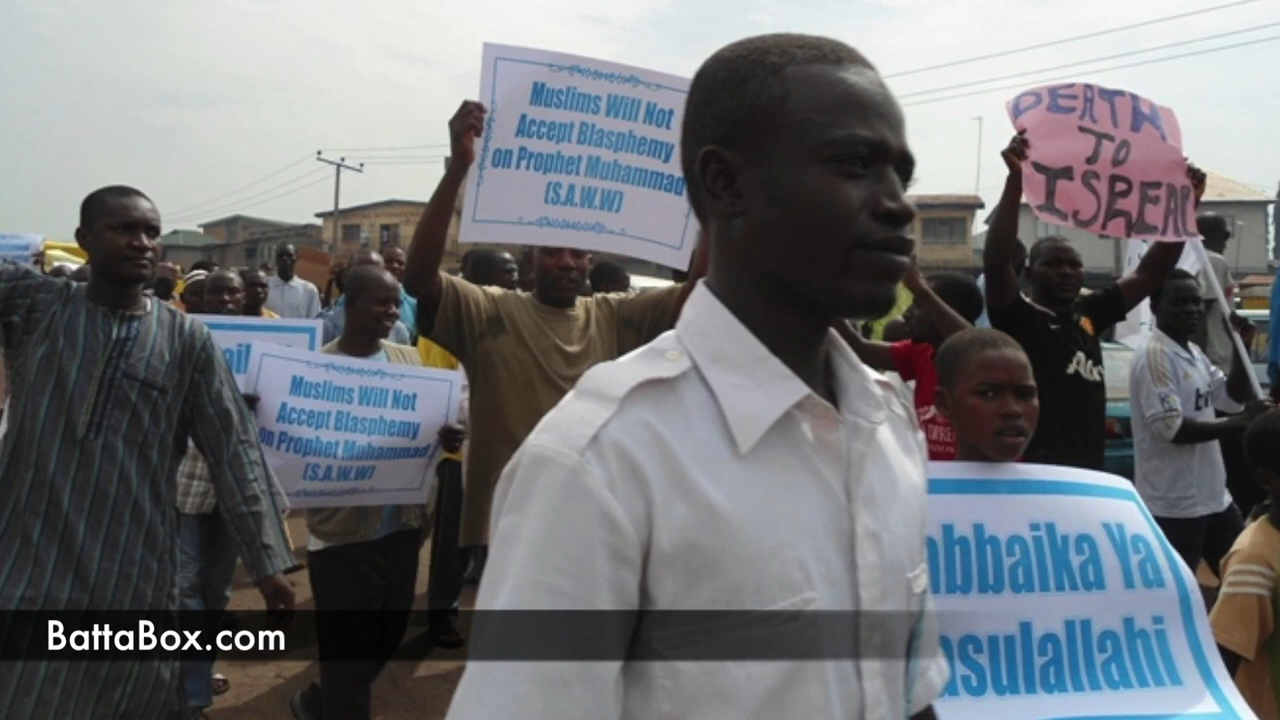 Muslims Will Not
Accept Blasphemy
on Prophet Muhammad
(S.A.W.W)
DEATH
TO
ISREAL
ail
Muslims Will Not
Accept Blasphemy
on Prophet Muhammad
(S.A.W.W)
abbaika Ya
asulallahi
BattaBox.com